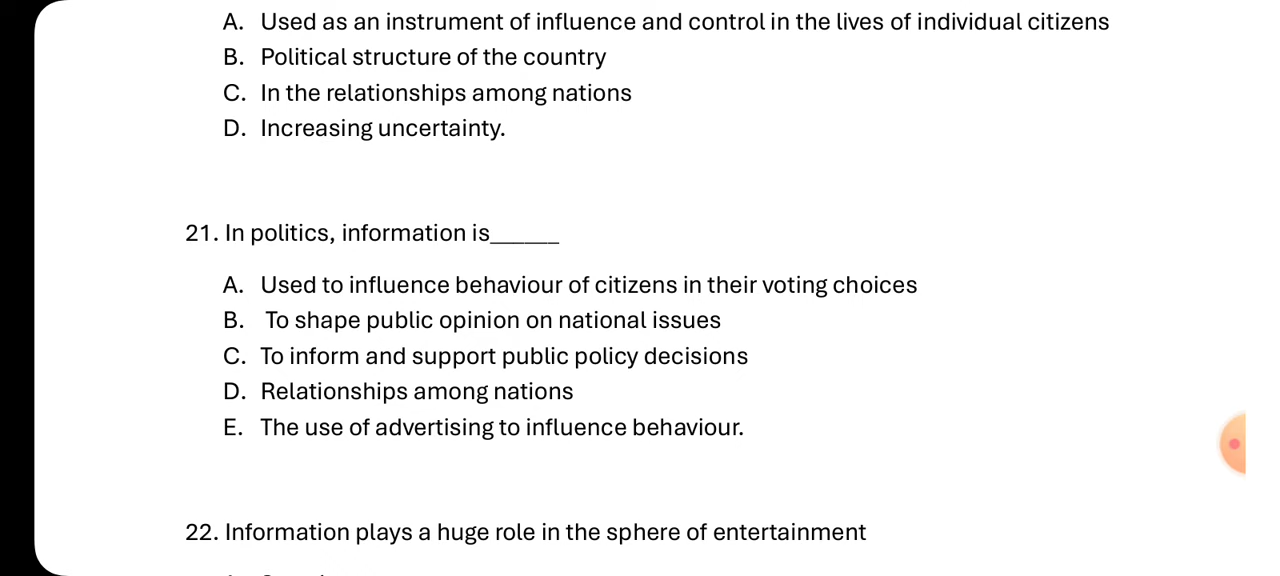 A. Used as an instrument of influence and control in the lives of individual citizens
B. Political structure of the country
C. In the relationships among nations
D. Increasing uncertainty.
21. In politics, information is______
A. Used to influence behaviour of citizens in their voting choices
B. To shape public opinion on national issues
C. To inform and support public policy decisions
D. Relationships among nations
E. The use of advertising to influence behaviour.
22. Information plays a huge role in the sphere of entertainment